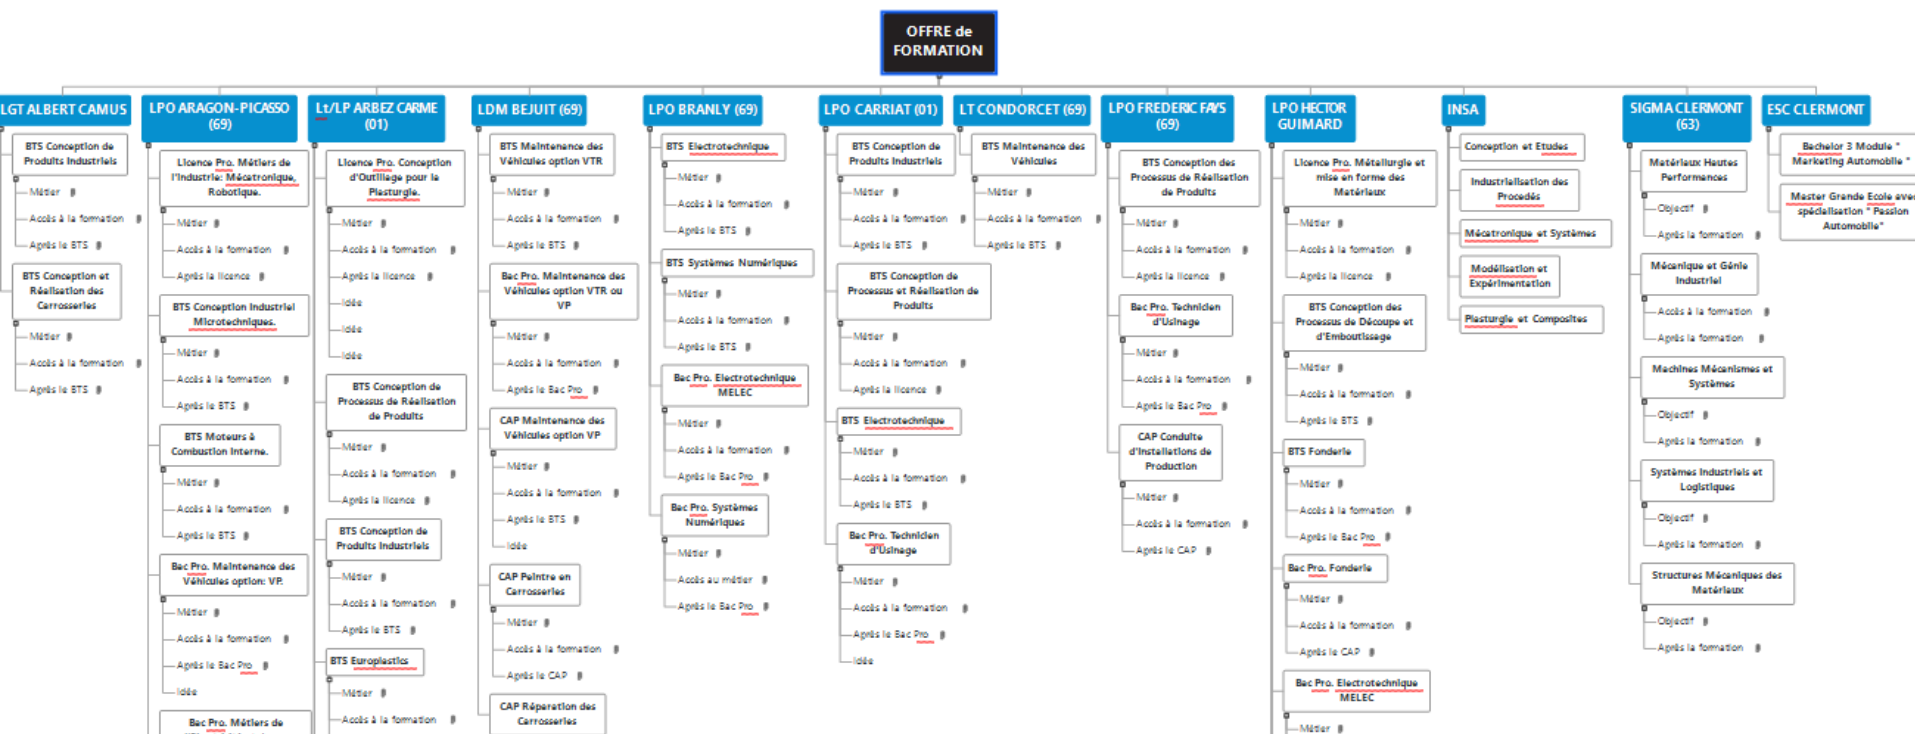 OFFRE de
FORMATION
LGT ALBERT CAMUS
BTS Conception de
Produits Industriels
Métier
Accès à la formation
Après le BTS
BTS Conception et
Réalisation des
Carrosseries
Métier
Accès à la formation
Après le BTS
LPO ARAGON-PICASSO
(69)
Licence Pro. Métiers de
l'Industrie: Mécatronique,
Robotique.
Métier
Accès à la formation
Après la licence
BTS Conception Industriel
Microtechniques.
Métier
Accès à la formation
Après le BTS
BTS Moteurs à
Combustion Interne.
Métier
Accès à la formation
Après le BTS
Bac Pro. Maintenance des
Véhicules option: VP.
Métier
Accès à la formation
Après le Bac Pro
Idée
Bac Pro. Métiers de
Lt/LP ARBEZ CARME
(01)
Licence Pro. Conception
d'Outillage pour la
Plasturgie.
Métier
Accès à la formation
Après la licence
Idée
Idée
Idée
BTS Conception de
Processus de Réalisation
de Produits
Métier
Accès à la formation
Après la licence
BTS Conception de
Produits Industriels
Métier
Accès à la formation
Après le BTS
BTS Europlastics
Métier
Accès à la formation
LDM BEJUIT (69)
BTS Maintenance des
Véhicules option VTR
Métier
Accès à la formation
Après le BTS
Bac Pro. Maintenance des
Véhicules option VTR ou
VP
Métier
Accès à la formation
Après le Bac Pro
CAP Maintenance des
Véhicules option VP
Métier
Accès à la formation
Après le BTS
Idée
CAP Peintre en
Carrosseries
Métier
Accès à la formation
Après le CAP
CAP Réparation des
Carrosseries
LPO BRANLY (69)
BTS Electrotechnique
Métier
Accès à la formation
Après le BTS
BTS Systèmes Numériques
Métier
Accès à la formation
Après le BTS
Bac Pro. Electrotechnique
MELEC
Métier
Accès à la formation
Après le Bac Pro
Bac Pro. Systèmes
Numériques
Métier
Accès au métier
Après le Bac Pro
LPO CARRIAT (01)
BTS Conception de
Produits Industriels
Métier
Accès à la formation
Après le BTS
BTS Conception de
Processus et Réalisation de
Produits
Métier
Accès à la formation
Après la licence
BTS Electrotechnique
Métier
Accès à la formation
Après le BTS
Bac Pro. Technicien
d'Usinage
Métier
Accès à la formation
Après le Bac Pro
Idée
LT CONDORCET (69)
BTS Maintenance des
Véhicules
Métier
Accès à la formation
Après le BTS
LPO FREDERIC FAYS
(69)
BTS Conception des
Processus de Réalisation
de Produits
Métier
Accès à la formation
Après la licence
Bac Pro. Technicien
d'Usinage
Métier
Accès à la formation
Après le Bac Pro
CAP Conduite
d'Installations de
Production
Métier
Accès à la formation
Après le CAP
LPO HECTOR
GUIMARD
Licence Pro. Métallurgie et
mise en forme des
Matériaux
Métier
Accès à la formation
Après la licence
BTS Conception des
Processus de Découpe et
d'Emboutissage
Métier
Accès à la formation
Après le BTS
BTS Fonderie
Métier
Accès à la formation
Après le Bac Pro
Bac Pro. Fonderie
Métier
Accès à la formation
Après le CAP
Bac Pro. Electrotechnique
MELEC
Métier
INSA
Conception et Etudes
Industrialisation des
Procedés
Mécatronique et Systèmes
Modélisation et
Expérimentation
Plasturgie et Composites
SIGMA CLERMONT
(63)
Matériaux Hautes
Performances
Objectif
Après la formation
Mécanique et Génie
Industriel
Accès à la formation
Après la formation
Machines Mécanismes et
Systèmes
Objectif
Après la formation
Systèmes Industriels et
Logistiques
Objectif
Après la formation
Structures Mécaniques des
Matériaux
Objectif
Après la formation
ESC CLERMONT
Bachelor 3 Module "
Marketing Automobile "
Master Grande Ecole avec
spécialisation " Passion
Automobile"